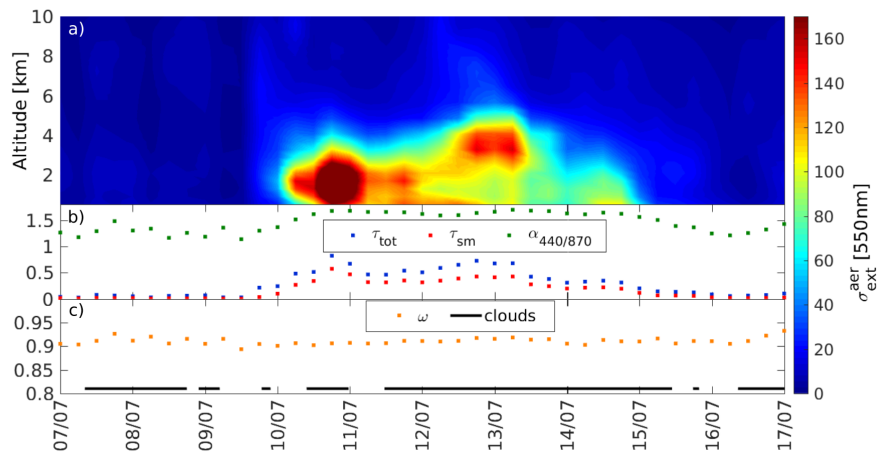 a)
10
8
6
4
2
Altitude [km]
160
140
120
100
80
60
40
20
0
σ_ext^aer [550nm]
b)
1.5
1
0.5
0
τ_tot τ_sm α_440/870
c)
0.95
0.9
0.85
0.8
ω clouds
07/07 08/07 09/07 10/07 11/07 12/07 13/07 14/07 15/07 16/07 17/07